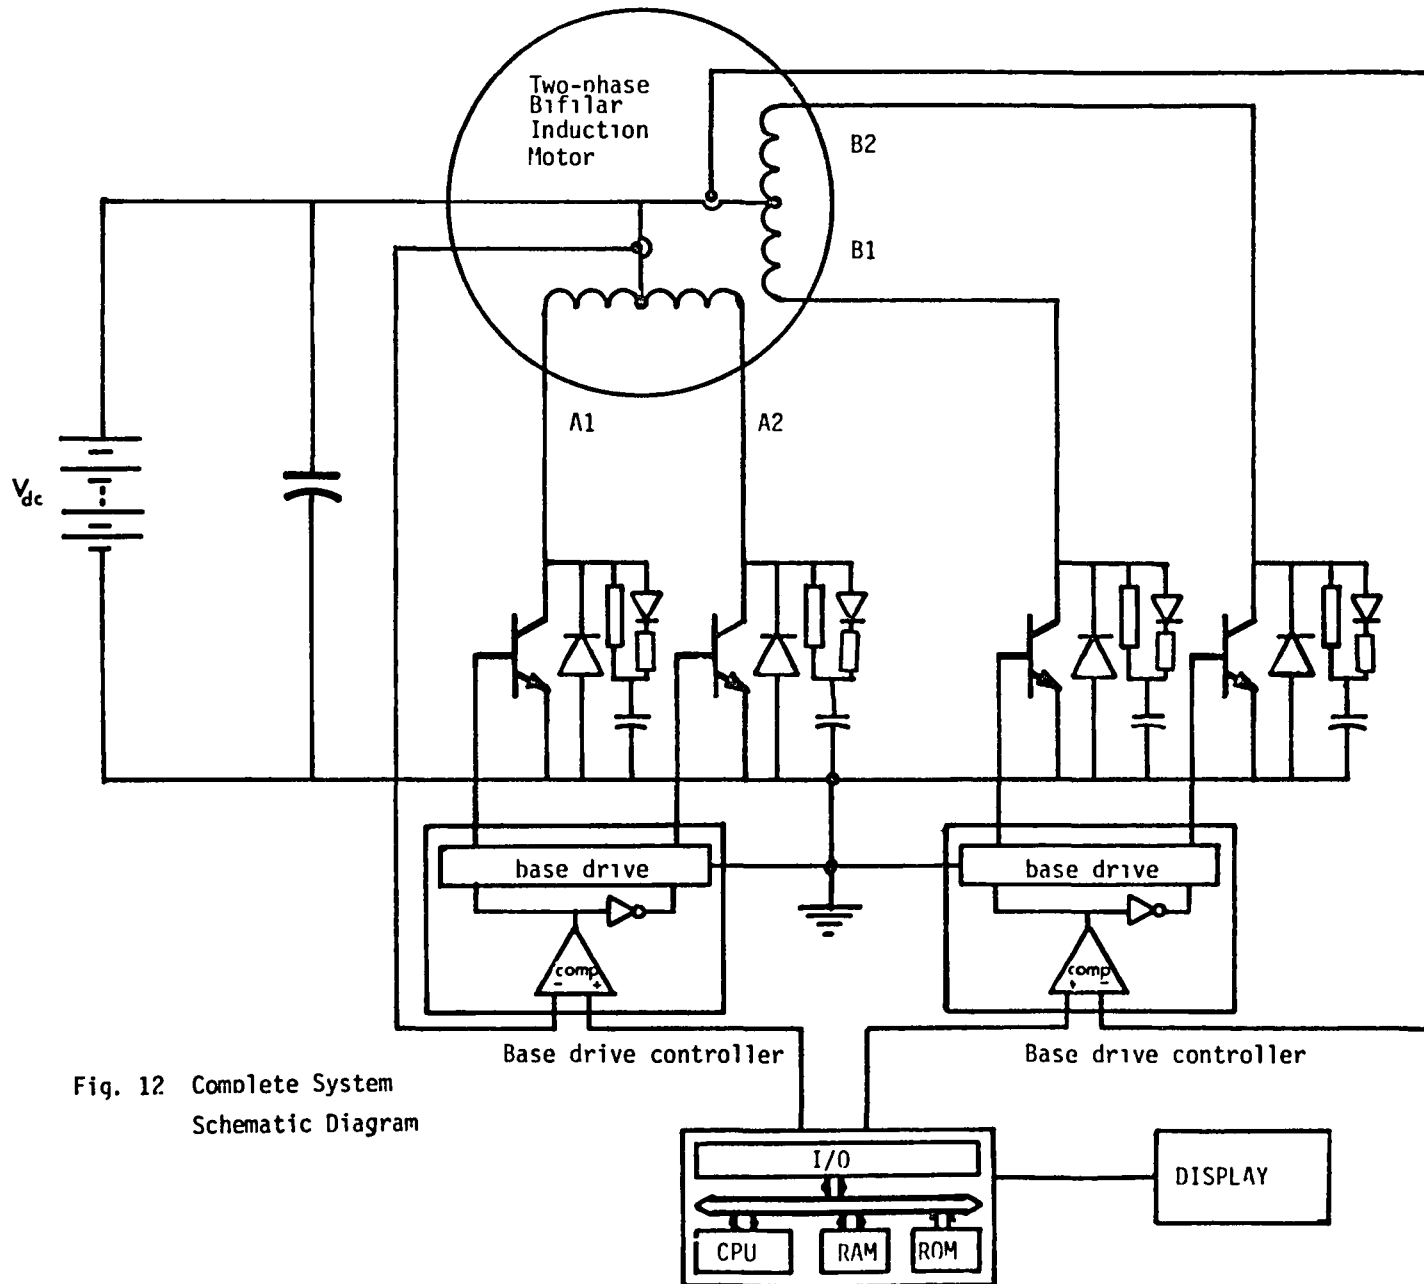 Two-phase
Bifilar
Induction
Motor
B2
B1
A1
A2
Vdc
base drive
base drive
comp
- +
comp
+ -
Base drive controller
Base drive controller
Fig. 12 Complete System
Schematic Diagram
I/O
CPU
RAM
ROM
DISPLAY